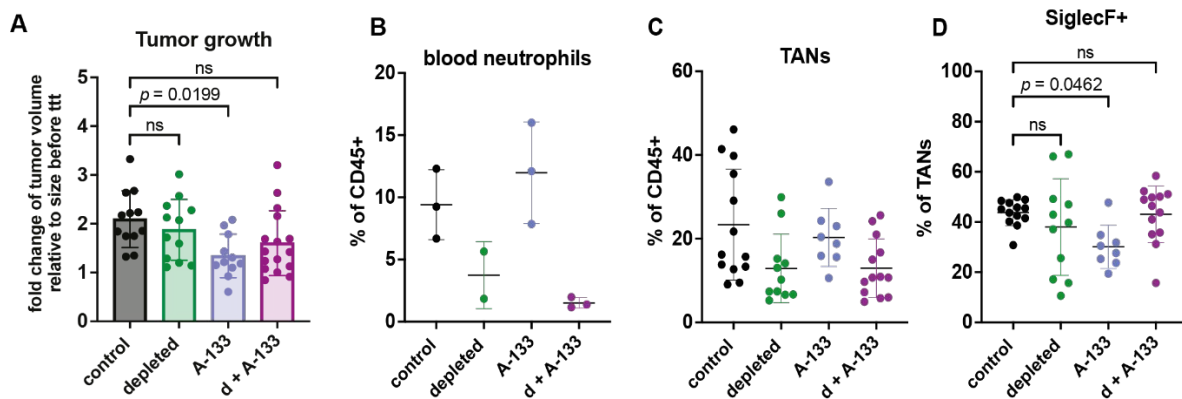 A
Tumor growth
fold change of tumor volume
relative to size before ttt
5
4
3
2
1
0
ns
p = 0.0199
ns
control
depleted
A-133
d + A-133
B
blood neutrophils
% of CD45+
20
15
10
5
0
control
depleted
A-133
d + A-133
C
TANs
% of CD45+
60
40
20
0
control
depleted
A-133
d + A-133
D
SiglecF+
% of TANs
100
80
60
40
20
0
ns
p = 0.0462
ns
control
depleted
A-133
d + A-133